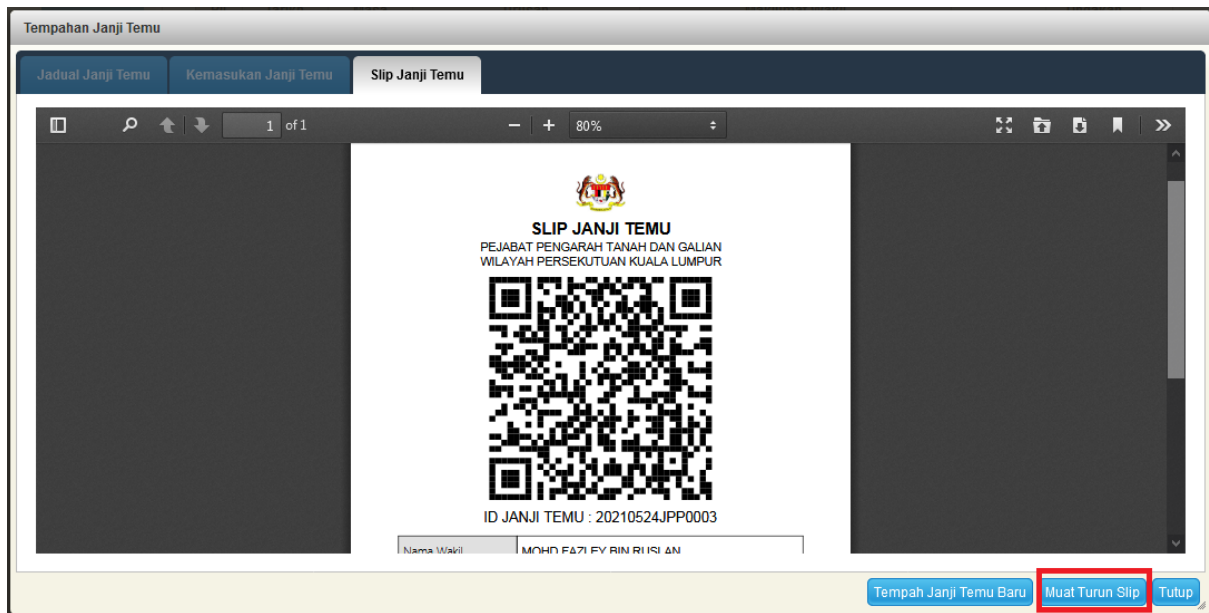 Tempahan Janji Temu
Jadual Janji Temu Kemasukan Janji Temu Slip Janji Temu
1 of 1 80%
SLIP JANJI TEMU
PEJABAT PENGARAH TANAH DAN GALIAN
WILAYAH PERSEKUTUAN KUALA LUMPUR
ID JANJI TEMU : 20210524JPP0003
Nama Wakil MOHD FAZLEY BIN RUSLAN
Tempah Janji Temu Baru Muat Turun Slip Tutup